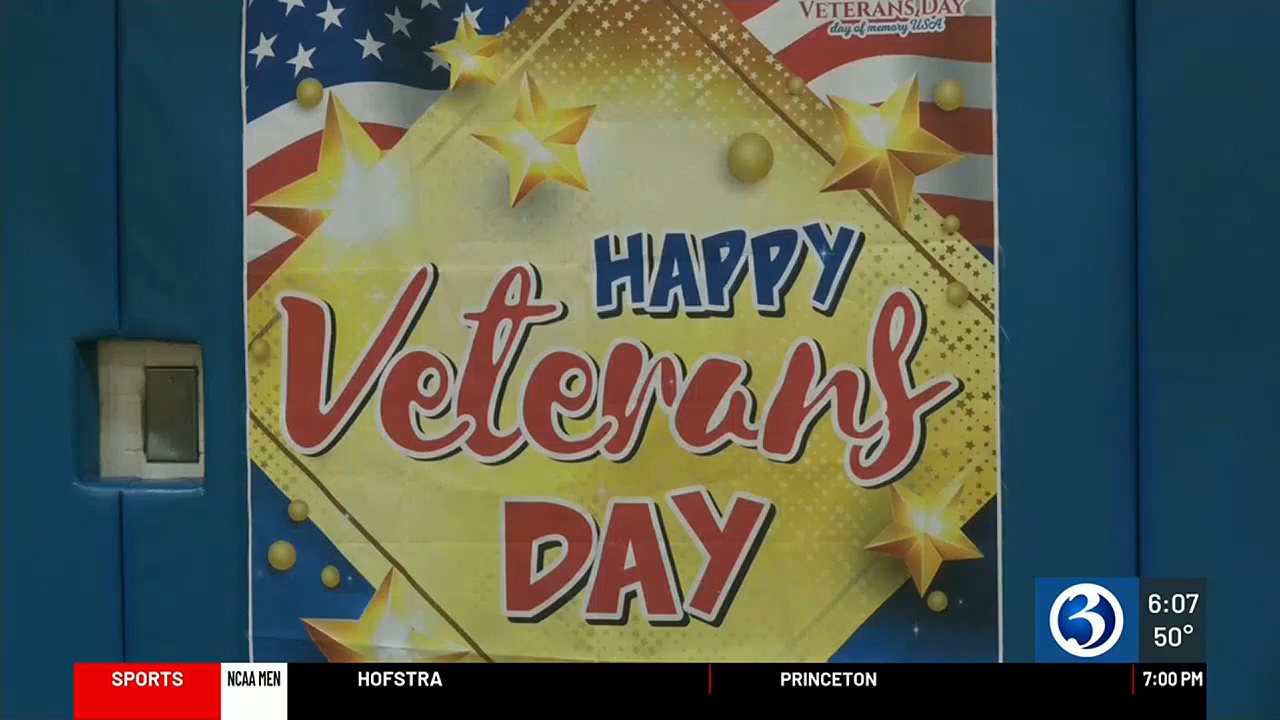 VETERANS DAY
day of memory USA
HAPPY
Veterans
DAY
3
6:07
50°
SPORTS
NCAA MEN
HOFSTRA
PRINCETON
7:00 PM